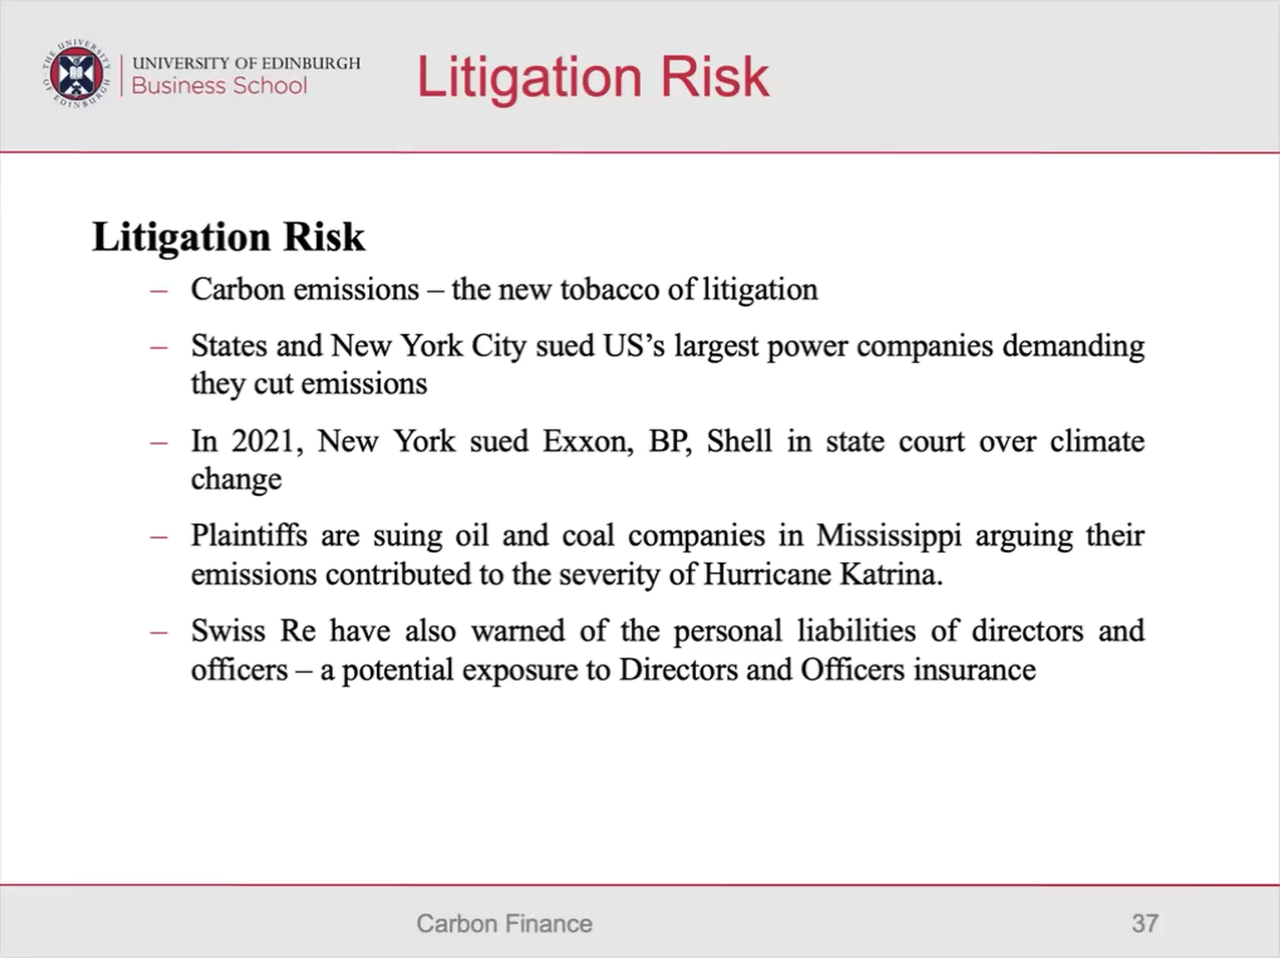 THE UNIVERSITY OF EDINBURGH
UNIVERSITY OF EDINBURGH
Business School
Litigation Risk
Litigation Risk
– Carbon emissions – the new tobacco of litigation
– States and New York City sued US’s largest power companies demanding
they cut emissions
– In 2021, New York sued Exxon, BP, Shell in state court over climate
change
– Plaintiffs are suing oil and coal companies in Mississippi arguing their
emissions contributed to the severity of Hurricane Katrina.
– Swiss Re have also warned of the personal liabilities of directors and
officers – a potential exposure to Directors and Officers insurance
Carbon Finance
37